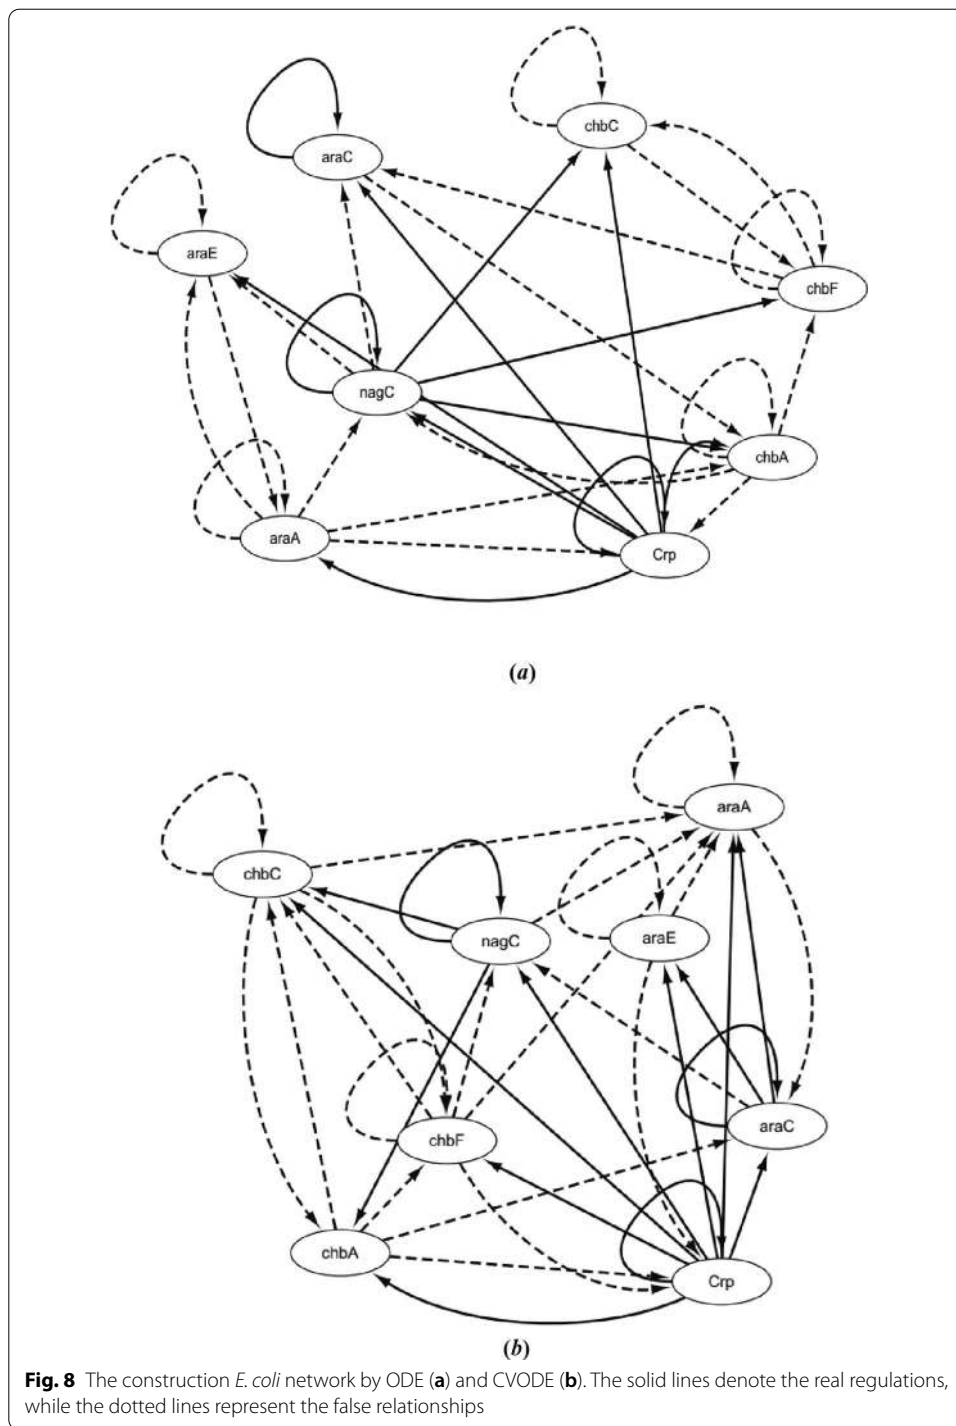 chbC
araC
araE
chbF
nagC
chbA
araA
Crp
(a)
araA
chbC
nagC
araE
araC
chbF
chbA
Crp
(b)
Fig. 8 The construction E. coli network by ODE (a) and CVODE (b). The solid lines denote the real regulations,
while the dotted lines represent the false relationships